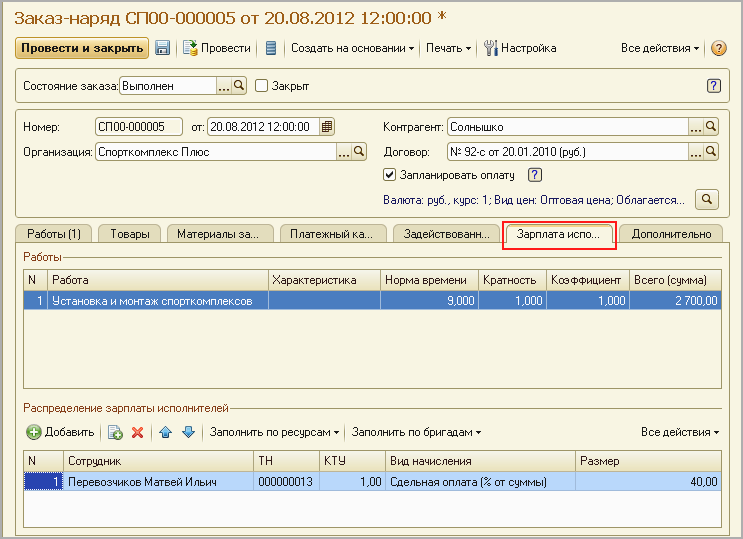 Заказ-наряд СП00-000005 от 20.08.2012 12:00:00 *
Провести и закрыть Провести Создать на основании Печать Настройка Все действия ?
Состояние заказа: Выполнен ... Закрыт ?
Номер: СП00-000005 от: 20.08.2012 12:00:00 Контрагент: Солнышко ...
Организация: Спорткомплекс Плюс ... Договор: № 92-с от 20.01.2010 (руб.) ...
Запланировать оплату ?
Валюта: руб., курс: 1; Вид цен: Оптовая цена; Облагается...
Работы (1) Товары Материалы за... Платежный ка... Задействованн... Зарплата испо... Дополнительно
Работы
N Работа Характеристика Норма времени Кратность Коэффициент Всего (сумма)
1 Установка и монтаж спорткомплексов 9,000 1,000 1,000 2 700,00
Распределение зарплаты исполнителей
Добавить Заполнить по ресурсам Заполнить по бригадам Все действия
N Сотрудник ТН КТУ Вид начисления Размер
1 Перевозчиков Матвей Ильич 000000013 1,00 Сдельная оплата (% от суммы) 40,00